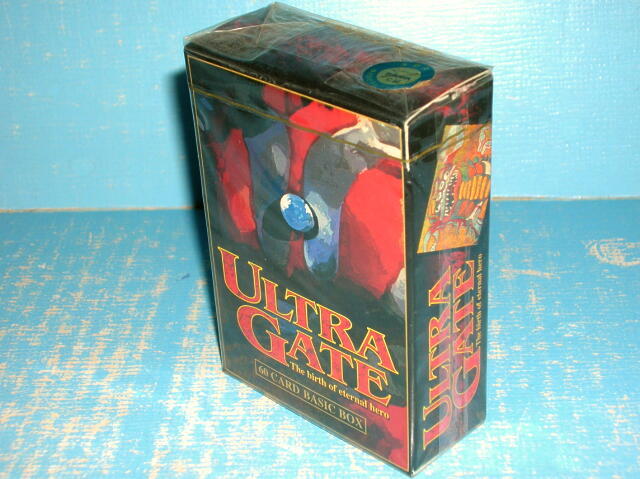 ULTRA
GATE
The birth of eternal hero
60 CARD BASIC BOX
ULTRA
GATE
The birth of eternal hero